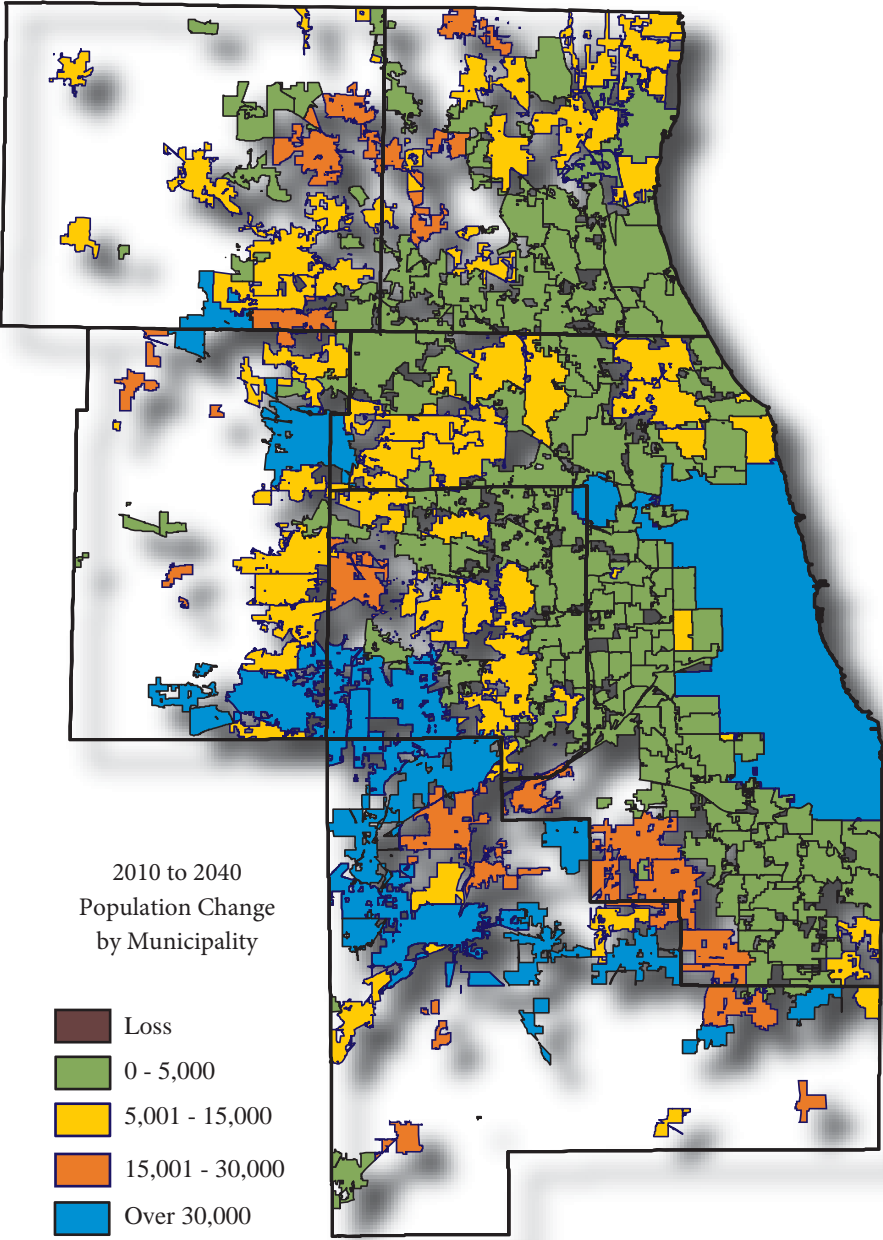 2010 to 2040
Population Change
by Municipality
Loss
0 - 5,000
5,001 - 15,000
15,001 - 30,000
Over 30,000